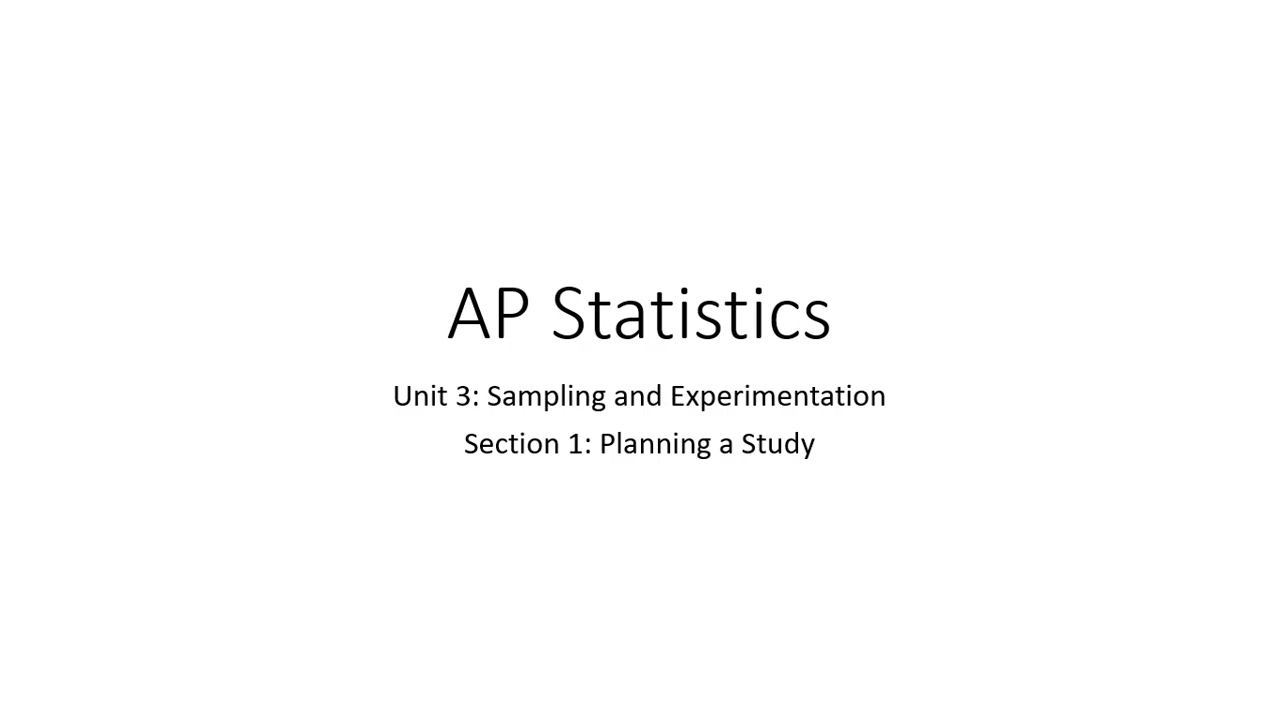 AP Statistics
Unit 3: Sampling and Experimentation
Section 1: Planning a Study